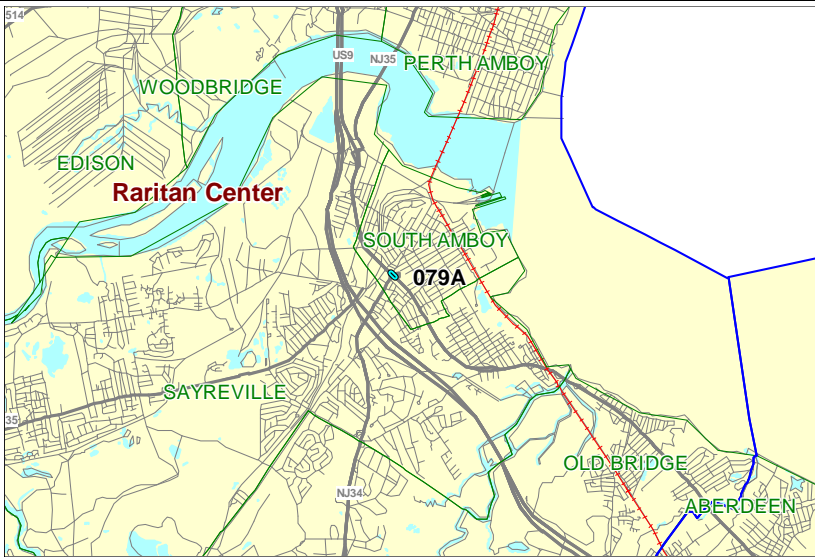 514
US9
NJ35
PERTH AMBOY
WOODBRIDGE
EDISON
Raritan Center
SOUTH AMBOY
079A
SAYREVILLE
35
OLD BRIDGE
NJ34
ABERDEEN